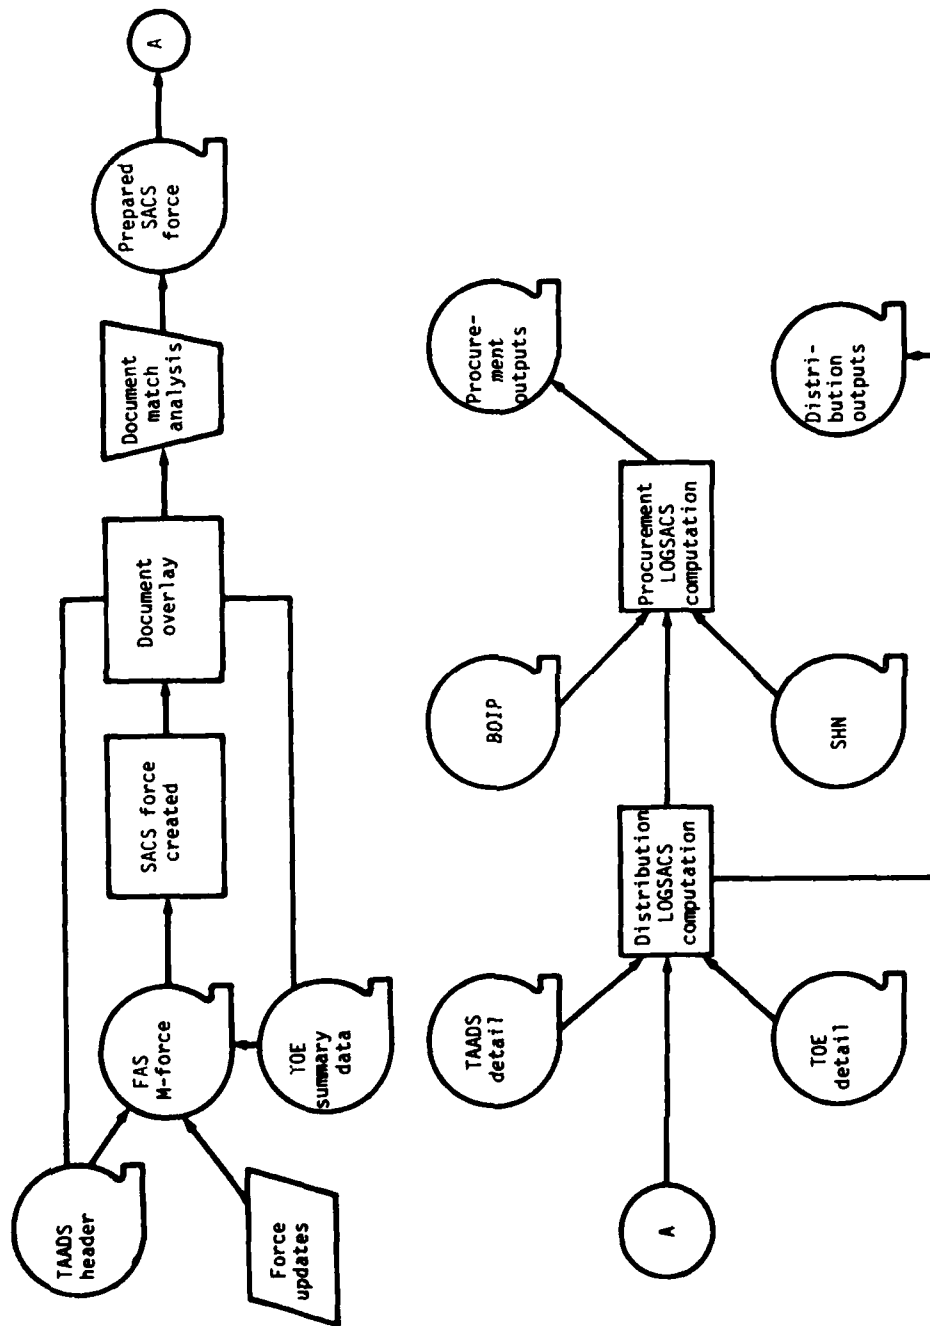 TAADS
header
Force
updates
FAS
M-force
TOE
summary
data
SACS force
created
Document
overlay
Document
match
analysis
Prepared
SACS
force
A
A
TAADS
detail
TOE
detail
Distribution
LOGSACS
computation
BOIP
SHN
Procurement
LOGSACS
computation
Procure-
ment
outputs
Distri-
bution
outputs